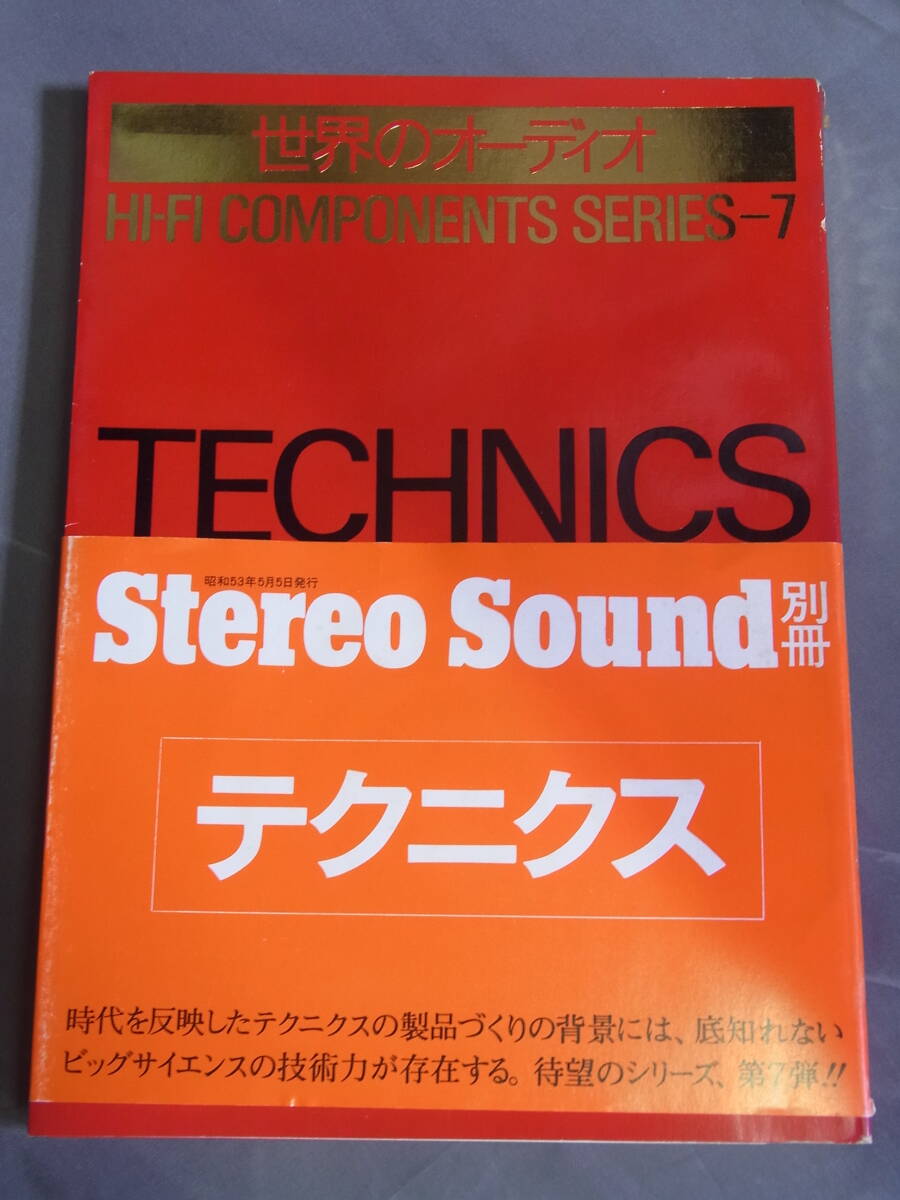 世界のオーディオ
HI-FI COMPONENTS SERIES-7
TECHNICS
昭和53年5月5日発行
Stereo Sound 別冊
テクニクス
時代を反映したテクニクスの製品づくりの背景には、底知れない
ビッグサイエンスの技術力が存在する。待望のシリーズ、第7弾!!